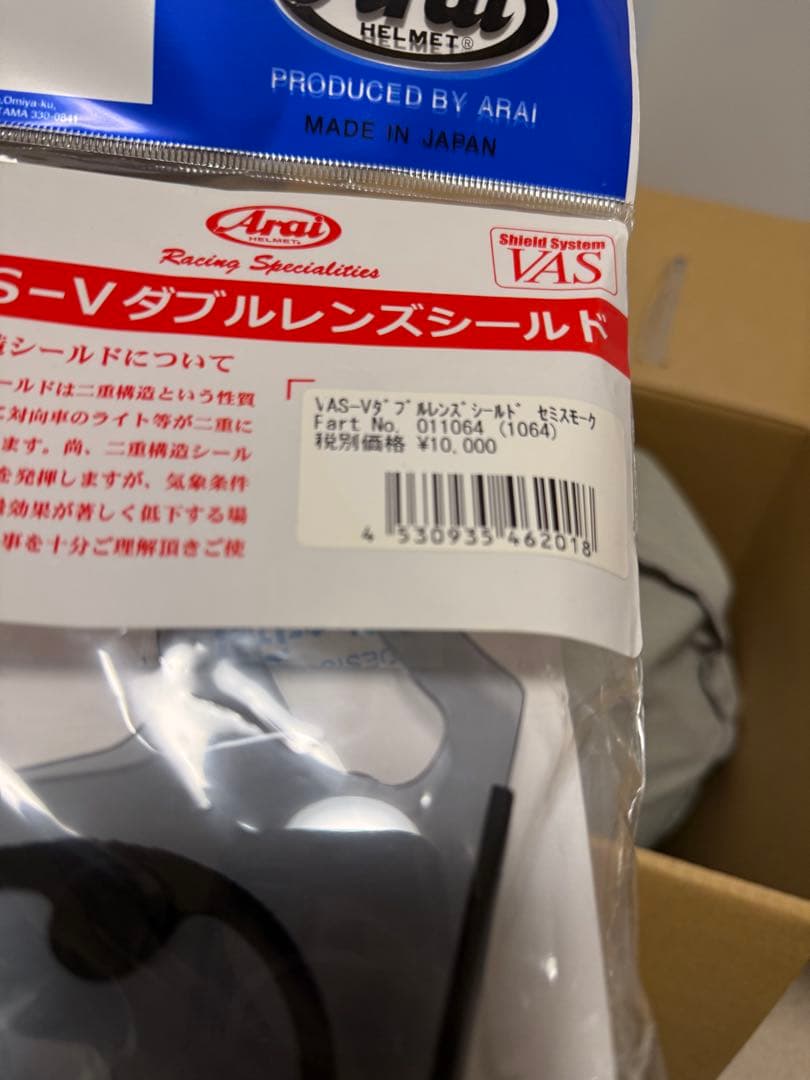 Arai
HELMET®
PRODUCED BY ARAI
MADE IN JAPAN
Omiya-ku,
TAMA 330-0841
Arai
HELMET
Racing Specialities
Shield System
VAS
S-Vダブルレンズシールド
シールドについて
ールドは二重構造という性質
対向車のライト等が二重に
ます。尚、二重構造シール
を発揮しますが、気象条件
効果が著しく低下する場
事を十分ご理解頂きご使
VAS-Vダブルレンズシールド セミスモーク
Part No. 011064 (1064)
税別価格 ¥10,000
4 530935 462018